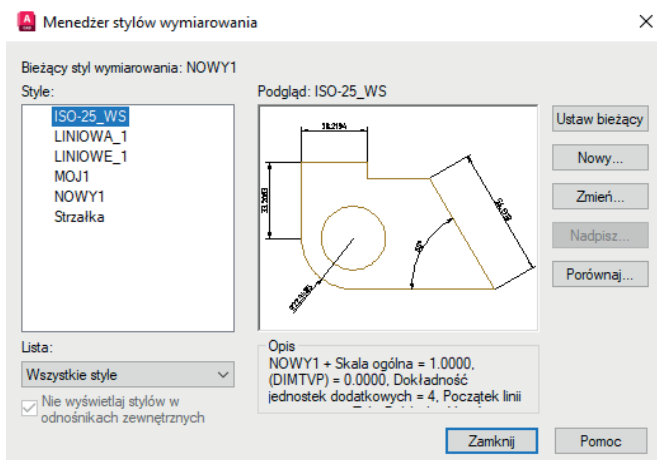 Menedżer stylów wymiarowania
Bieżący styl wymiarowania: NOWY1
Style:
ISO-25_WS
LINIOWA_1
LINIOWE_1
MOJ1
NOWY1
Strzałka
Podgląd: ISO-25_WS
Ustaw bieżący
Nowy...
Zmień...
Nadpisz...
Porównaj...
Lista:
Wszystkie style
Nie wyświetlaj stylów w
odnośnikach zewnętrznych
Opis
NOWY1 + Skala ogólna = 1.0000,
(DIMTVP) = 0.0000, Dokładność
jednostek dodatkowych = 4, Początek linii
Zamknij
Pomoc